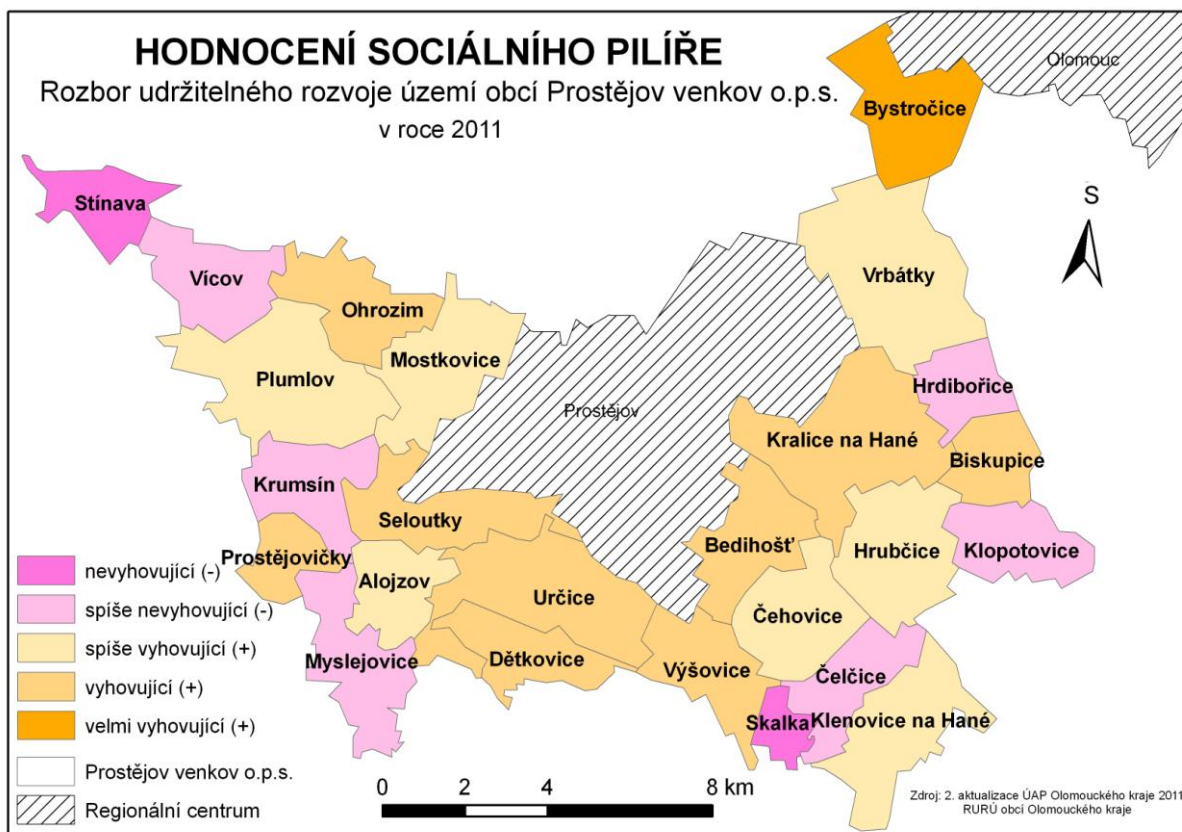 HODNOCENÍ SOCIÁLNÍHO PILÍŘE
Rozbor udržitelného rozvoje území obcí Prostějov venkov o.p.s.
v roce 2011
Olomouc
Bystročice
S
Stínava
Vícov
Vrbátky
Ohrozim
Mostkovice
Plumlov
Hrdibořice
Prostějov
Kralice na Hané
Biskupice
Krumsín
Seloutky
Bedihošť
Hrubčice
Klopotovice
Prostějovičky
Alojzov
Určice
Čehovice
Myslejovice
Dětkovice
Výšovice
Čelčice
Skalka
Klenovice na Hané
nevyhovující (-)
spíše nevyhovující (-)
spíše vyhovující (+)
vyhovující (+)
velmi vyhovující (+)
Prostějov venkov o.p.s.
Regionální centrum
0 2 4 8 km
Zdroj: 2. aktualizace ÚAP Olomouckého kraje 2011
RURÚ obcí Olomouckého kraje